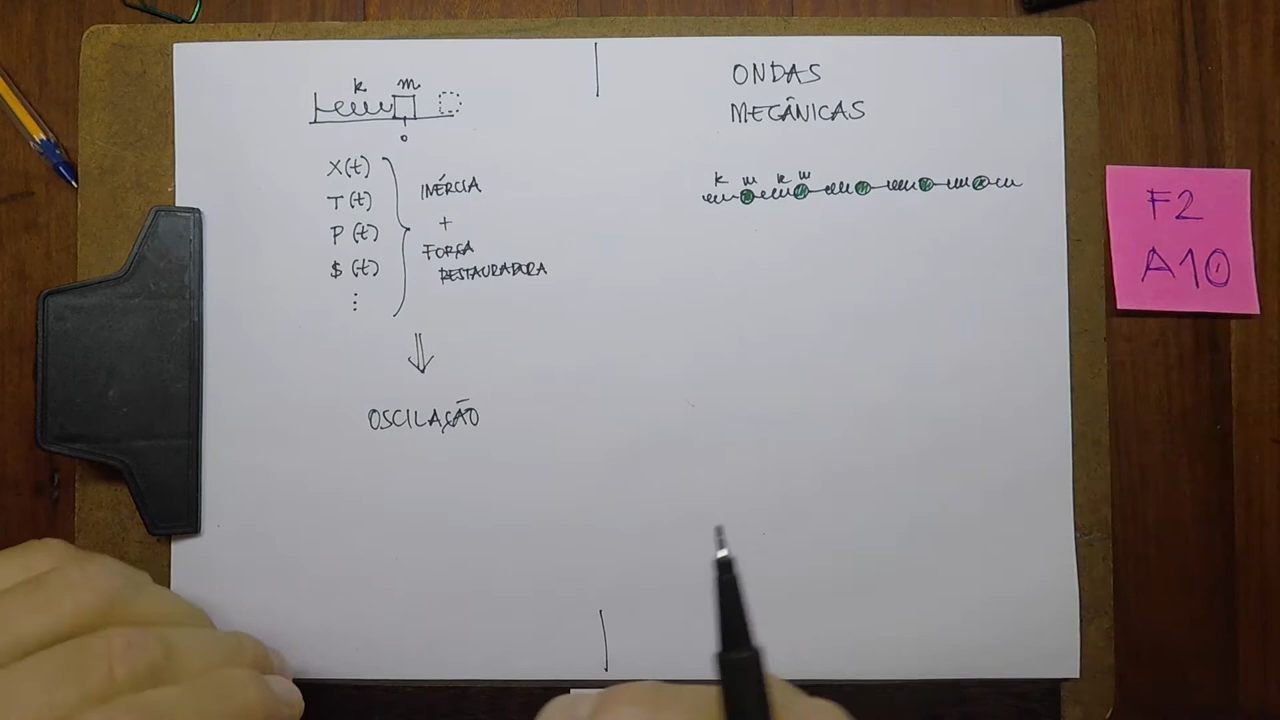 k m
o
X(t)
T(t)
P(t)
$(t)
⋮
INÉRCIA
+
FORÇA
RESTAURADORA
⇓
OSCILAÇÃO
ONDAS
MECÂNICAS
k m k m
F2
A10